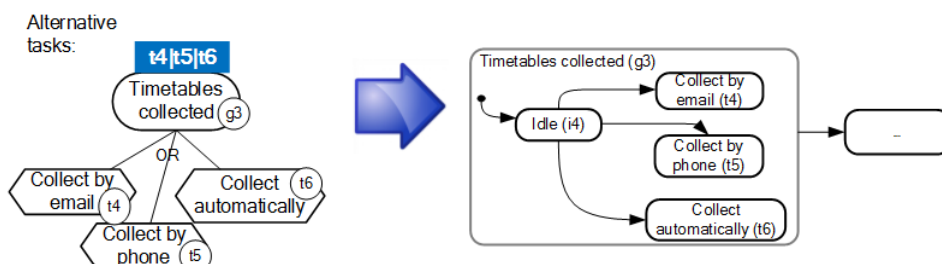 Alternative
tasks:
t4|t5|t6
Timetables
collected g3
OR
Collect by
email t4
Collect t6
automatically
Collect by
phone t5
Timetables collected (g3)
Idle (i4)
Collect by
email (t4)
Collect by
phone (t5)
Collect
automatically (t6)
_